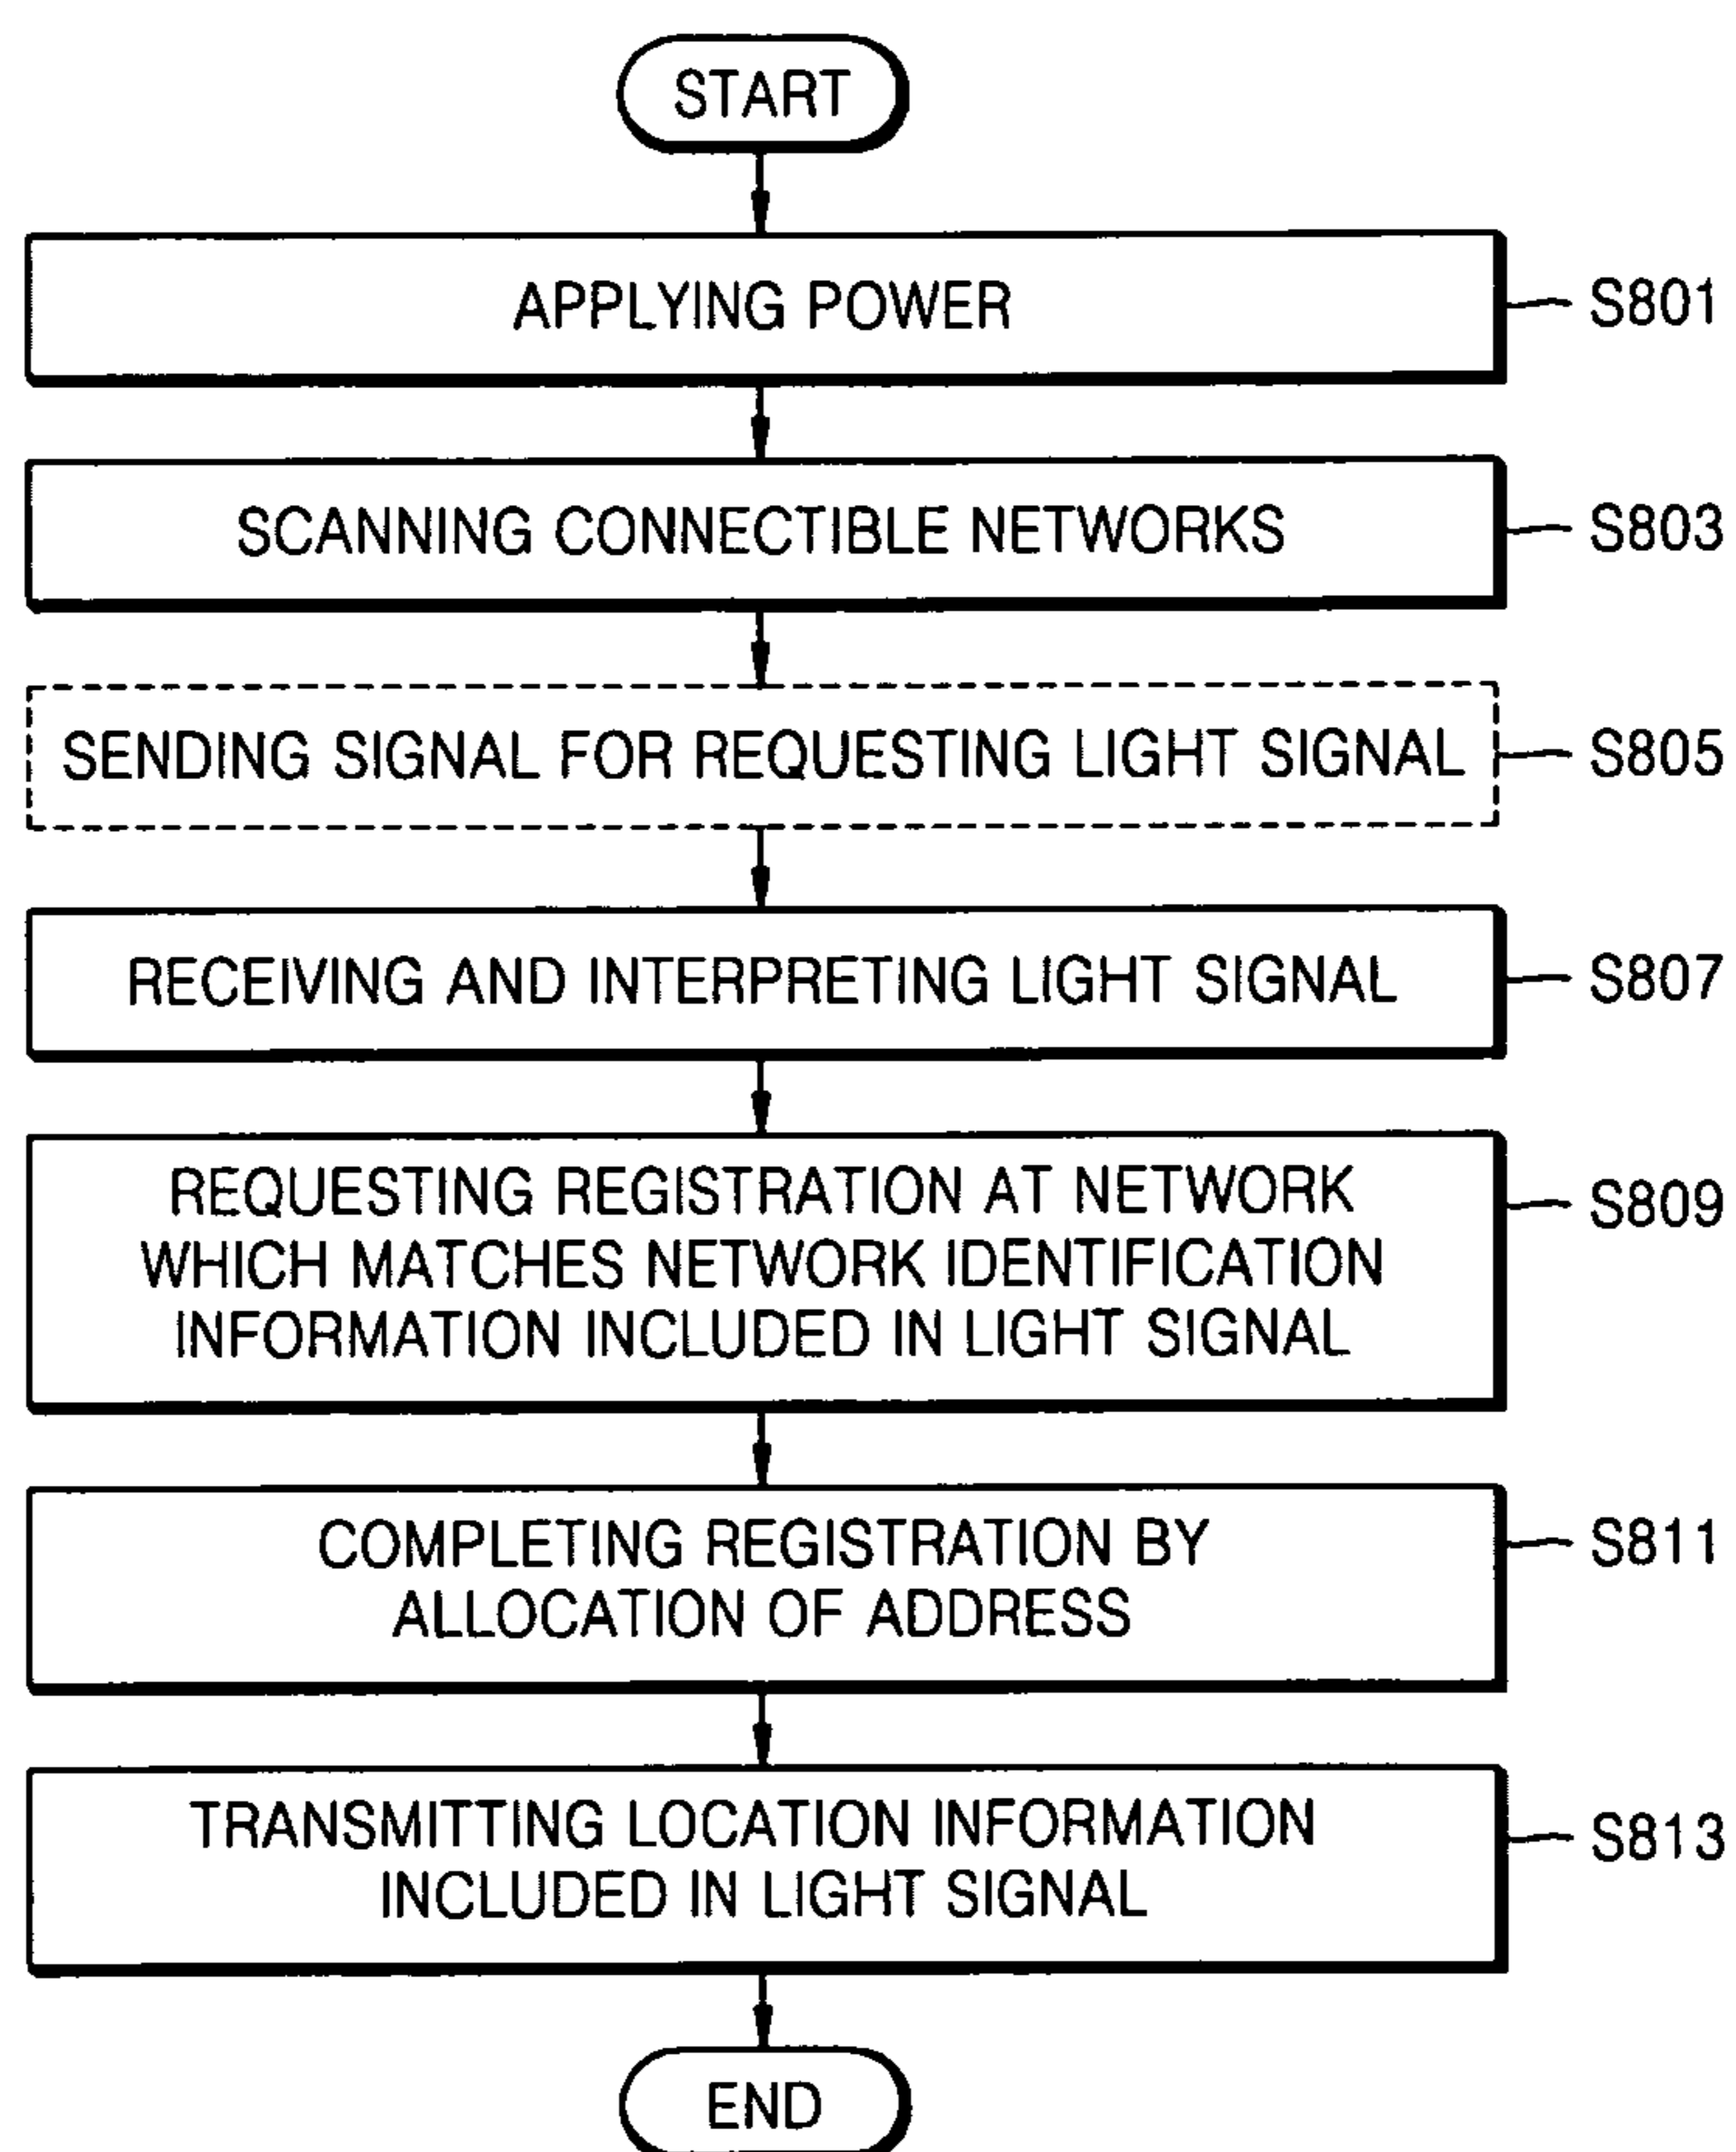 START
APPLYING POWER
S801
SCANNING CONNECTIBLE NETWORKS
S803
SENDING SIGNAL FOR REQUESTING LIGHT SIGNAL
S805
RECEIVING AND INTERPRETING LIGHT SIGNAL
S807
REQUESTING REGISTRATION AT NETWORK
WHICH MATCHES NETWORK IDENTIFICATION
INFORMATION INCLUDED IN LIGHT SIGNAL
S809
COMPLETING REGISTRATION BY
ALLOCATION OF ADDRESS
S811
TRANSMITTING LOCATION INFORMATION
INCLUDED IN LIGHT SIGNAL
S813
END